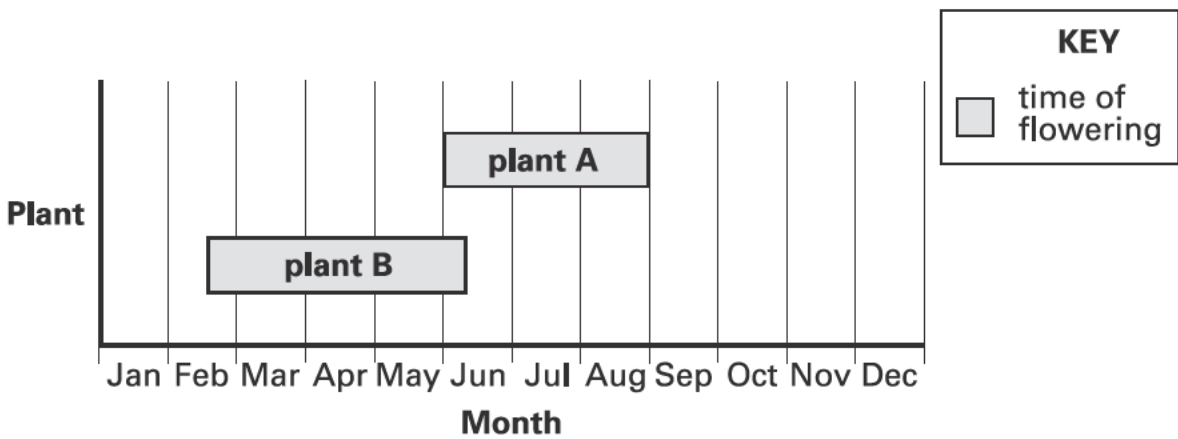 KEY
time of
flowering
plant A
Plant
plant B
Jan Feb Mar Apr May Jun Jul Aug Sep Oct Nov Dec
Month